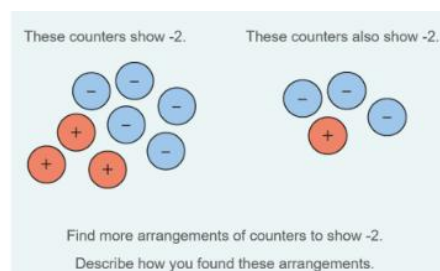 These counters show -2.
These counters also show -2.
− − − − − + + +
− − − +
Find more arrangements of counters to show -2.
Describe how you found these arrangements.